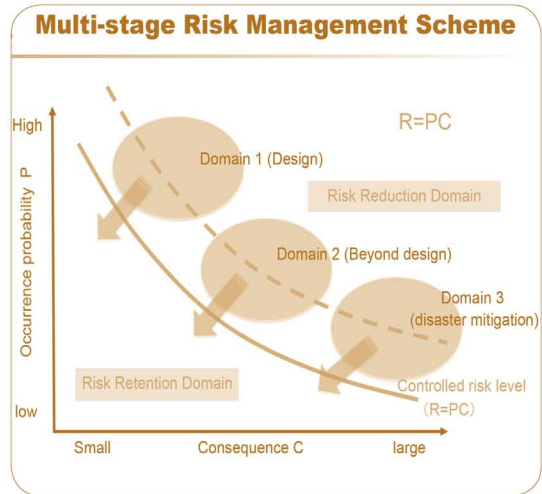 Multi-stage Risk Management Scheme
High
R=PC
Domain 1 (Design)
Risk Reduction Domain
Occurrence probability P
Domain 2 (Beyond design)
Domain 3
(disaster mitigation)
Risk Retention Domain
Controlled risk level
(R=PC)
low
Small
Consequence C
large